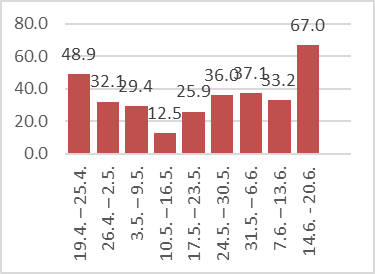 80.0
60.0
40.0
20.0
0.0
48.9
32.1
29.4
12.5
25.9
36.0
37.1
33.2
67.0
19.4. – 25.4.
26.4. – 2.5.
3.5. – 9.5.
10.5. – 16.5.
17.5. – 23.5.
24.5. – 30.5.
31.5. – 6.6.
7.6. – 13.6.
14.6. - 20.6.